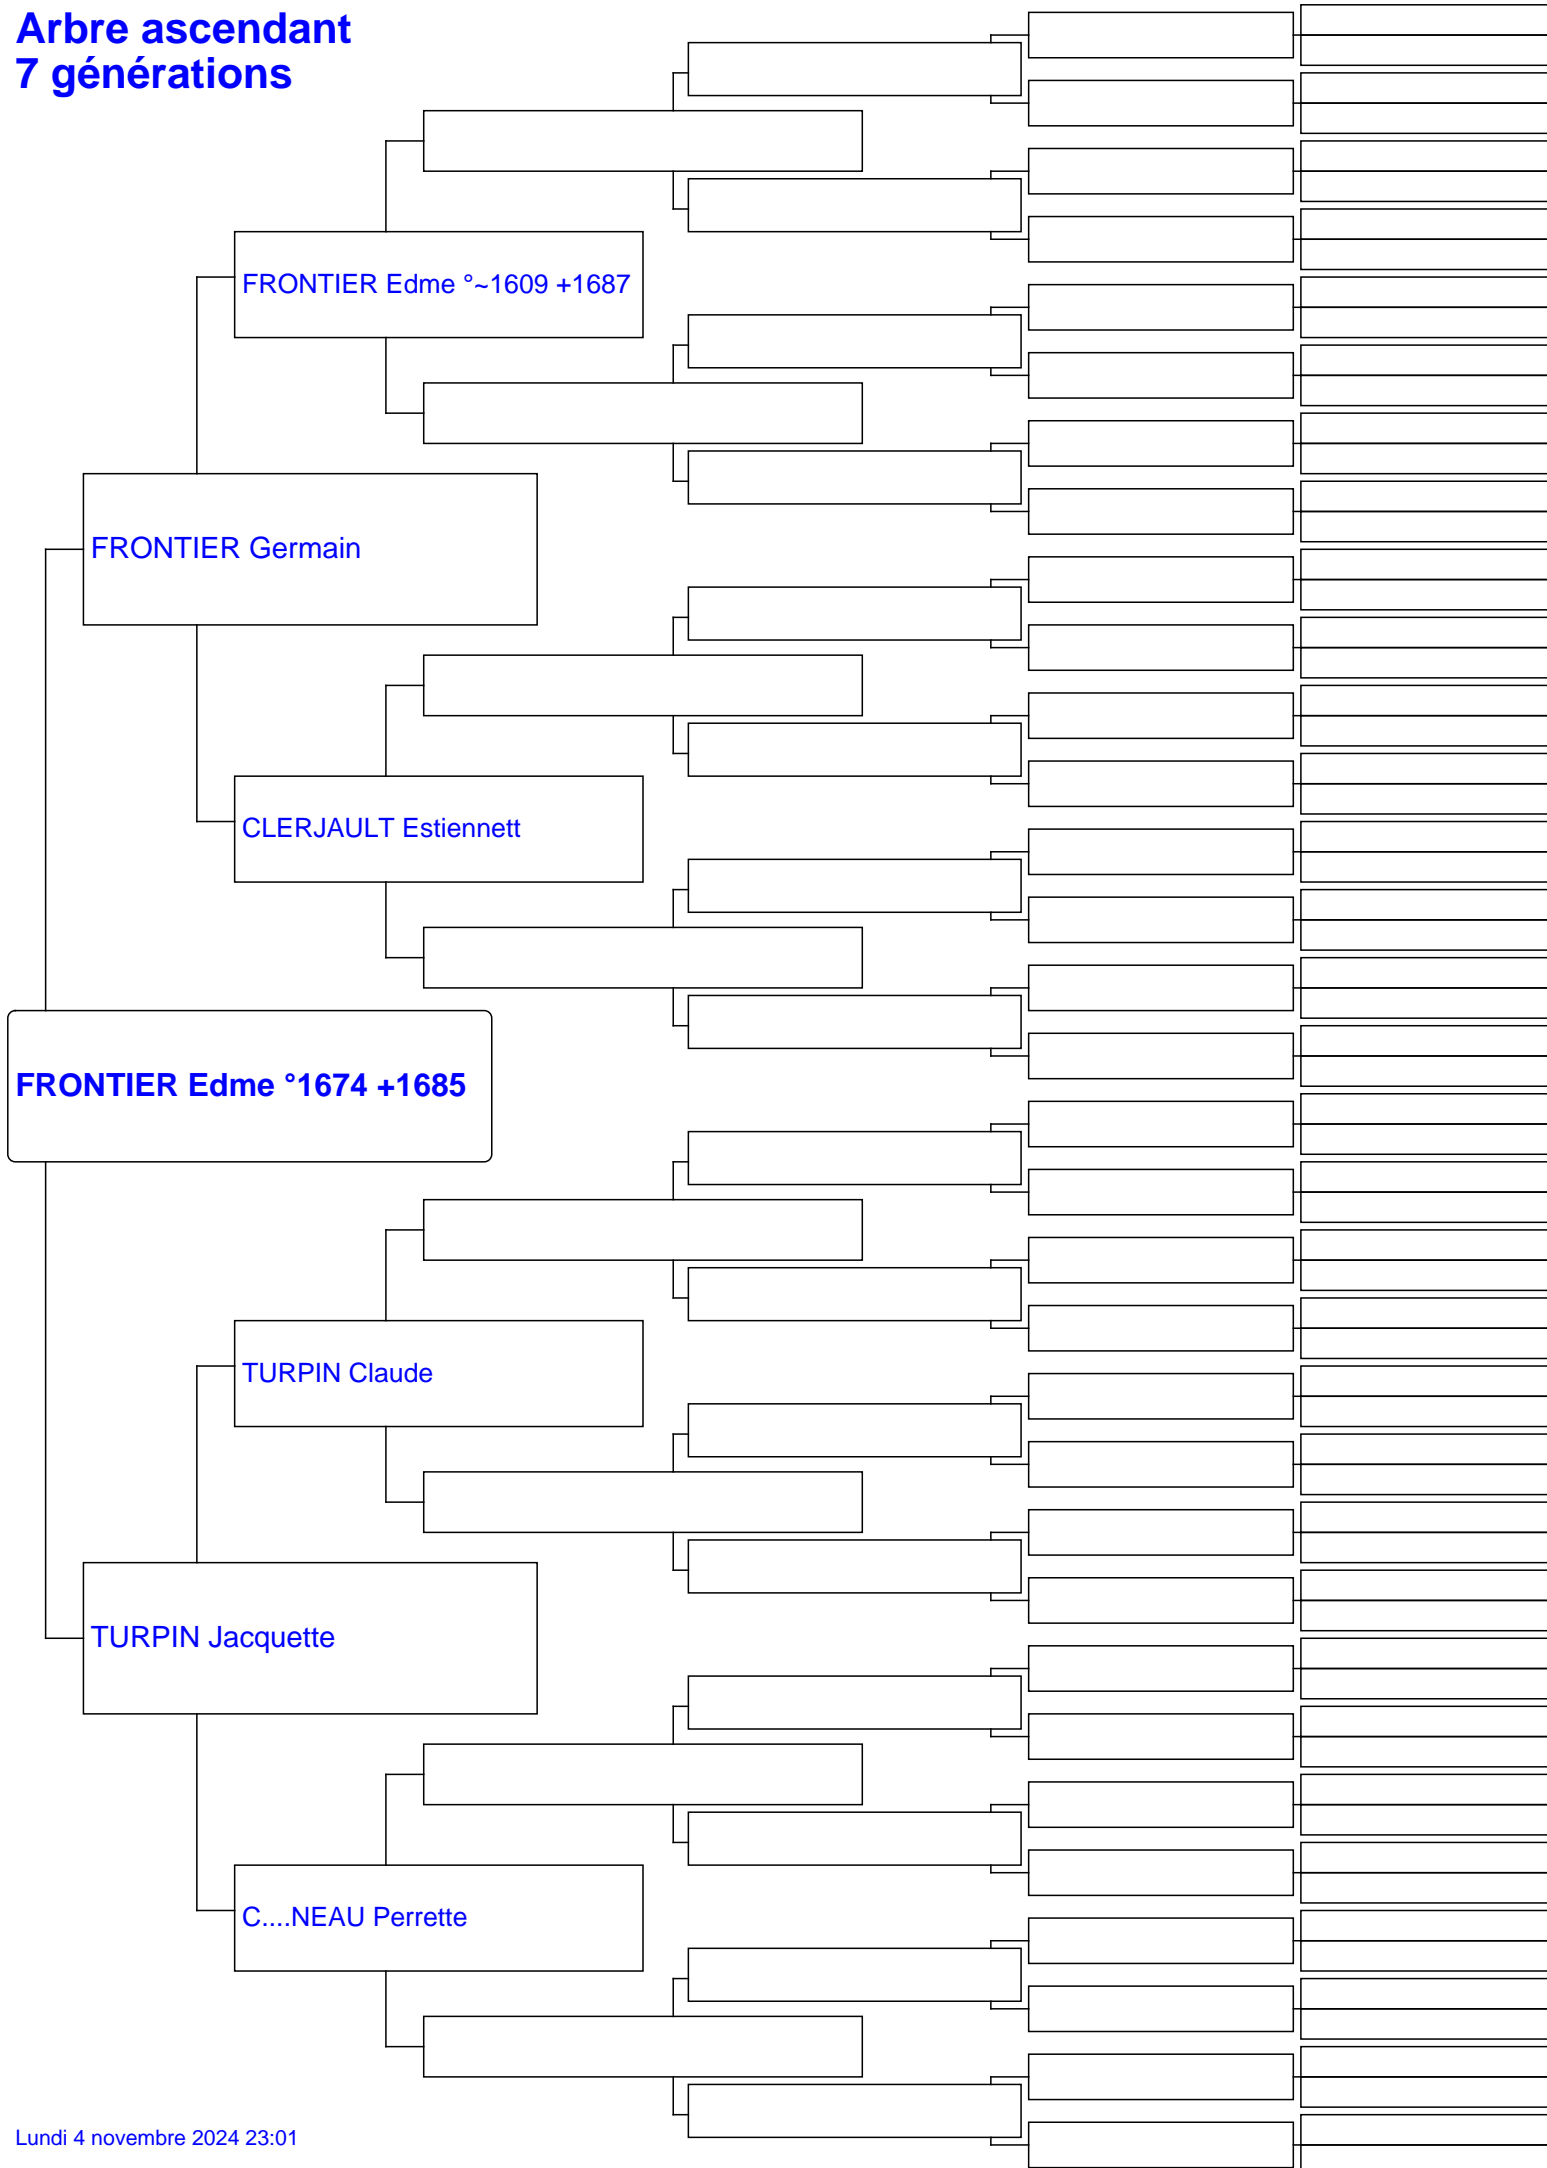 Arbre ascendant
7 générations
FRONTIER Edme °~1609 +1687
FRONTIER Germain
CLERJAULT Estiennett
FRONTIER Edme °1674 +1685
TURPIN Claude
TURPIN Jacquette
C....NEAU Perrette
Lundi 4 novembre 2024 23:01